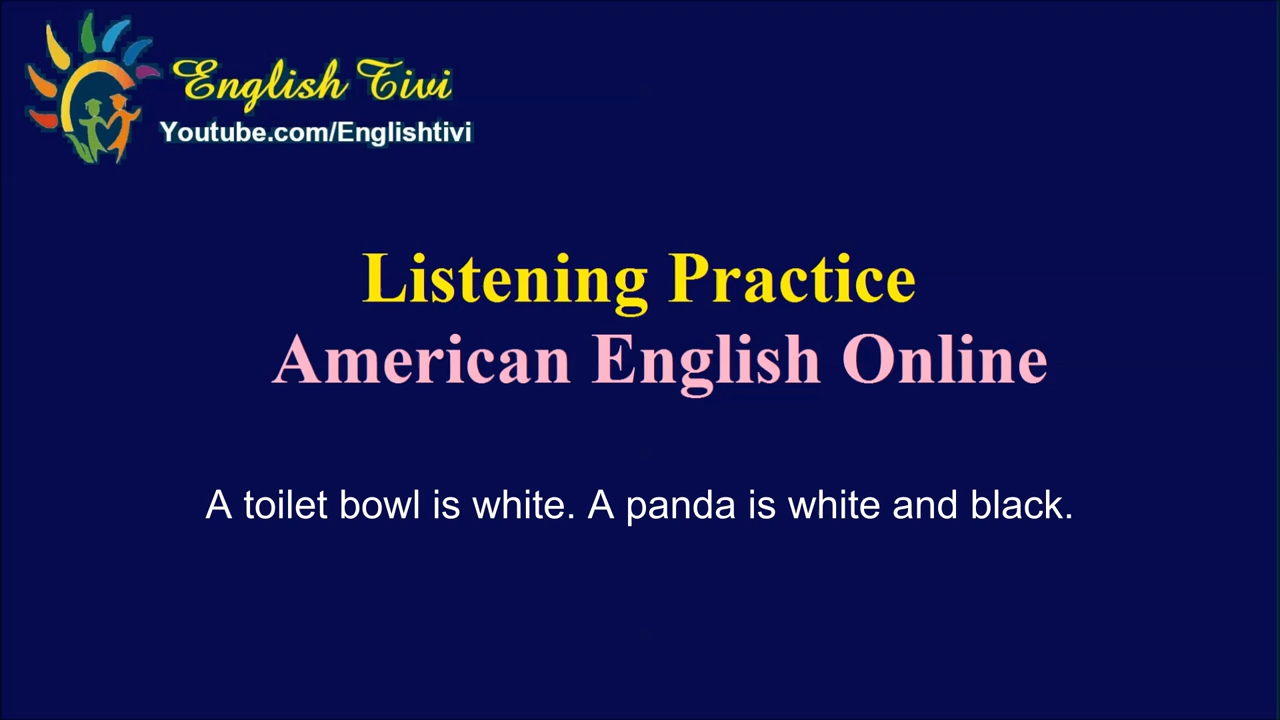 English Tivi
Youtube.com/Englishtivi
Listening Practice
American English Online
A toilet bowl is white. A panda is white and black.